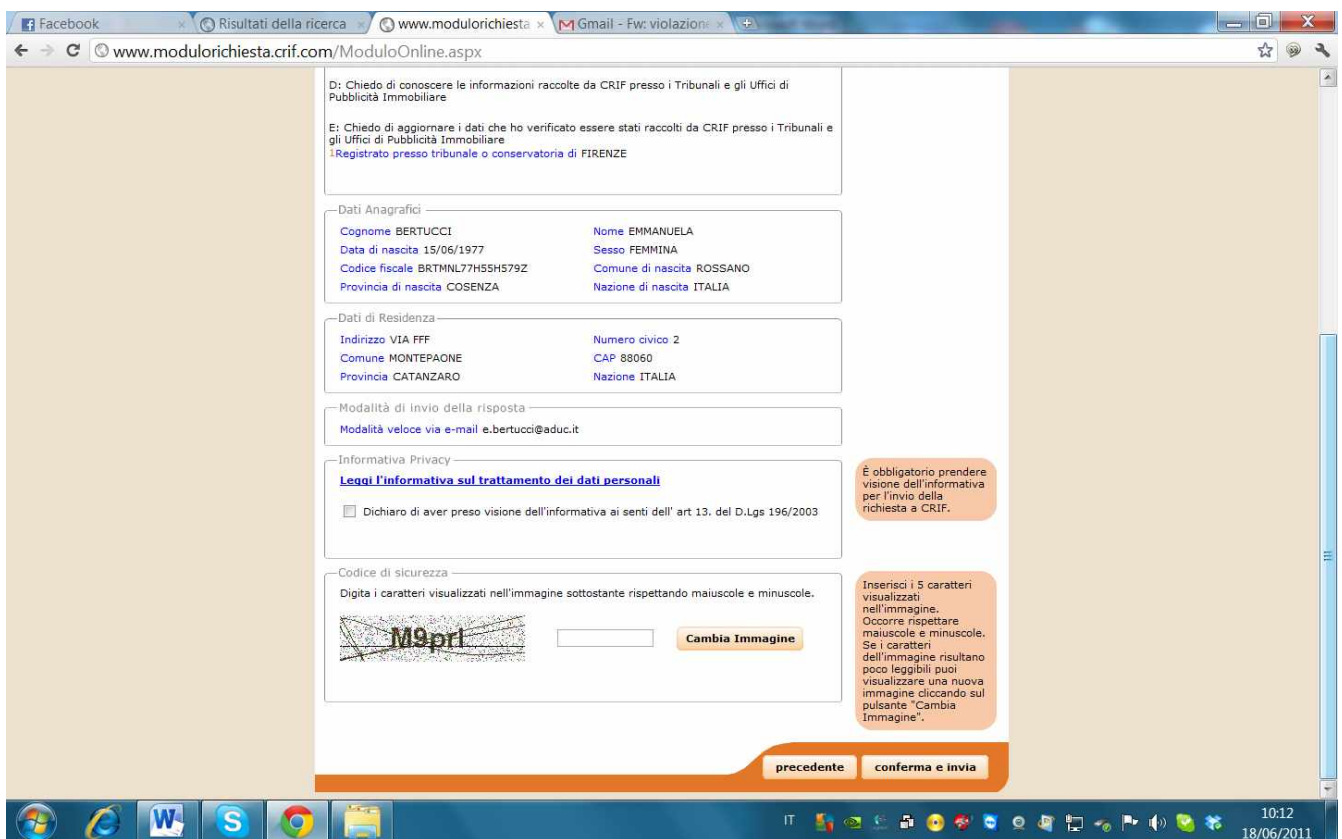 Facebook
Risultati della ricerca
www.modulorichiesta
Gmail - Fw: violazione
www.modulorichiesta.crif.com/ModuloOnline.aspx
D: Chiedo di conoscere le informazioni raccolte da CRIF presso i Tribunali e gli Uffici di
Pubblicità Immobiliare
E: Chiedo di aggiornare i dati che ho verificato essere stati raccolti da CRIF presso i Tribunali e
gli Uffici di Pubblicità Immobiliare
1Registrato presso tribunale o conservatoria di FIRENZE
Dati Anagrafici
Cognome BERTUCCI
Nome EMMANUELA
Data di nascita 15/06/1977
Sesso FEMMINA
Codice fiscale BRTMNL77H55H579Z
Comune di nascita ROSSANO
Provincia di nascita COSENZA
Nazione di nascita ITALIA
Dati di Residenza
Indirizzo VIA FFF
Numero civico 2
Comune MONTEPAONE
CAP 88060
Provincia CATANZARO
Nazione ITALIA
Modalità di invio della risposta
Modalità veloce via e-mail e.bertucci@aduc.it
Informativa Privacy
Leggi l'informativa sul trattamento dei dati personali
Dichiaro di aver preso visione dell'informativa ai senti dell' art 13. del D.Lgs 196/2003
È obbligatorio prendere
visione dell'informativa
per l'invio della
richiesta a CRIF.
Codice di sicurezza
Digita i caratteri visualizzati nell'immagine sottostante rispettando maiuscole e minuscole.
Cambia Immagine
Inserisci i 5 caratteri
visualizzati
nell'immagine.
Occorre rispettare
maiuscole e minuscole.
Se i caratteri
dell'immagine risultano
poco leggibili puoi
visualizzare una nuova
immagine cliccando sul
pulsante "Cambia
Immagine".
precedente
conferma e invia
IT
10:12
18/06/2011